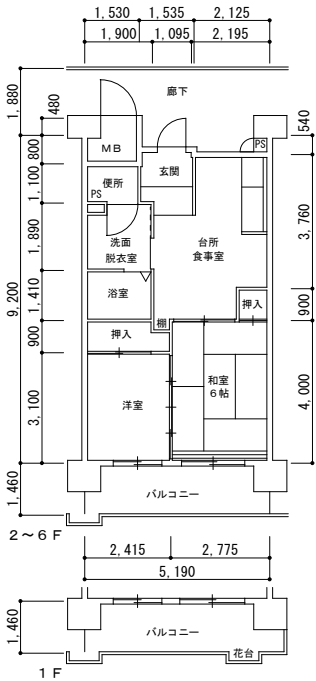 1,530 1,535 2,125
1,900 1,095 2,195
1,880
廊下
480
540
MB
PS
800
玄関
1,100
便所
PS
3,760
1,890
洗面
脱衣室
台所
食事室
9,200
1,410
浴室
押入
900
棚
900
押入
和室
6帖
洋室
3,100
4,000
1,460
バルコニー
2～6F
2,415 2,775
5,190
1,460
バルコニー
花台
1F